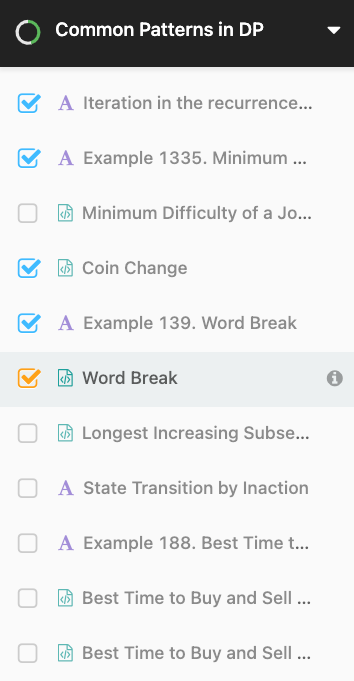 Common Patterns in DP
A Iteration in the recurrence...
A Example 1335. Minimum ...
Minimum Difficulty of a Jo...
Coin Change
A Example 139. Word Break
Word Break
Longest Increasing Subse...
A State Transition by Inaction
A Example 188. Best Time t...
Best Time to Buy and Sell ...
Best Time to Buy and Sell ...